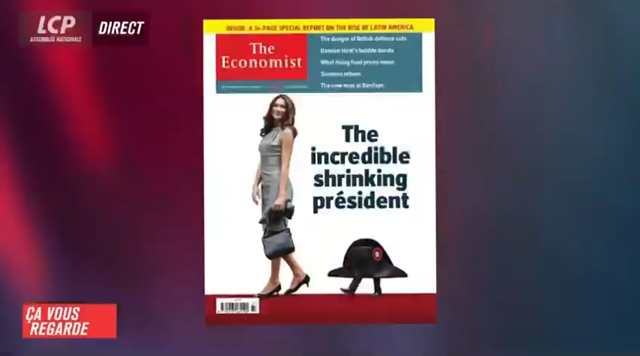 LCP
ASSEMBLÉE NATIONALE
DIRECT
INSIDE: A 14-PAGE SPECIAL REPORT ON THE RISE OF LATIN AMERICA
The
Economist
The danger of British defence cuts
Damien Hirst's bubble bursts
What rising food prices mean
Siemens reborn
The new man at Barclays
The
incredible
shrinking
président
ÇA VOUS
REGARDE